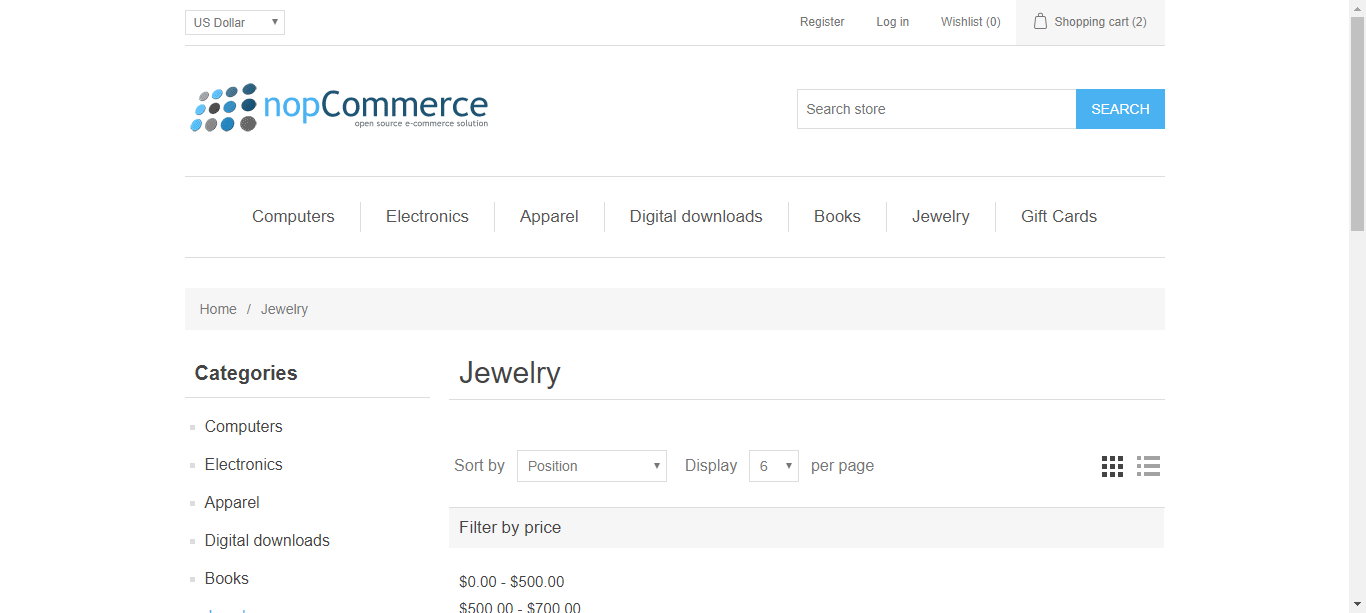 US Dollar
Register
Log in
Wishlist (0)
Shopping cart (2)
nopCommerce
open source e-commerce solution
Search store
SEARCH
Computers
Electronics
Apparel
Digital downloads
Books
Jewelry
Gift Cards
Home / Jewelry
Categories
Computers
Electronics
Apparel
Digital downloads
Books
Jewelry
Sort by
Position
Display
6
per page
Filter by price
$0.00 - $500.00
$500.00 - $700.00